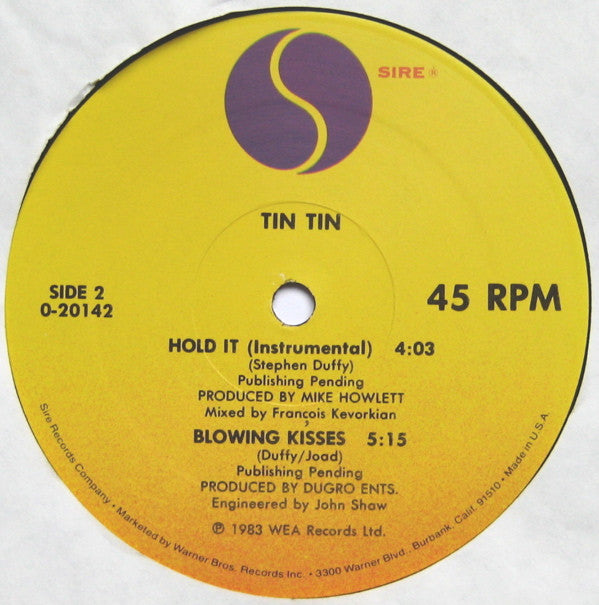 SIRE ®
TIN TIN
SIDE 2
0-20142
45 RPM
HOLD IT (Instrumental) 4:03
(Stephen Duffy)
Publishing Pending
PRODUCED BY MIKE HOWLETT
Mixed by François Kevorkian
BLOWING KISSES 5:15
(Duffy/Joad)
Publishing Pending
PRODUCED BY DUGRO ENTS.
Engineered by John Shaw
℗ 1983 WEA Records Ltd.
Sire Records Company • Marketed by Warner Bros. Records Inc. • 3300 Warner Blvd., Burbank, Calif. 91510 • Made in U.S.A.